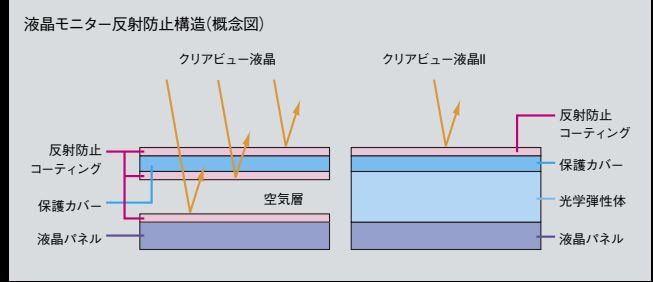 液晶モニター反射防止構造(概念図)
クリアビュー液晶
クリアビュー液晶II
反射防止
コーティング
保護カバー
液晶パネル
空気層
反射防止
コーティング
保護カバー
光学弾性体
液晶パネル